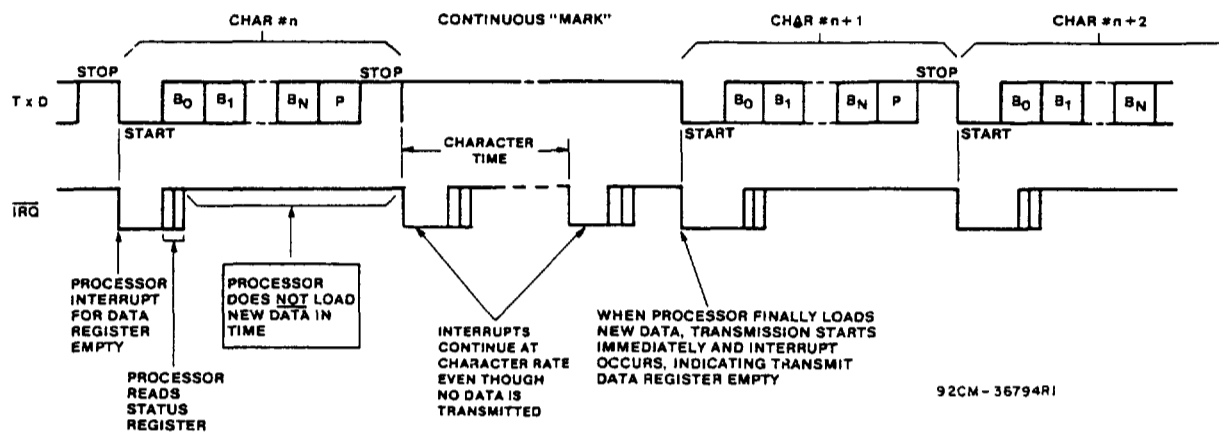 CHAR #n
CONTINUOUS "MARK"
CHAR #n+1
CHAR #n+2
STOP
STOP
STOP
T x D
B0
B1
BN
P
B0
B1
BN
P
B0
B1
BN
START
START
START
CHARACTER
TIME
IRQ
PROCESSOR
INTERRUPT
FOR DATA
REGISTER
EMPTY
PROCESSOR
READS
STATUS
REGISTER
PROCESSOR
DOES NOT LOAD
NEW DATA IN
TIME
INTERRUPTS
CONTINUE AT
CHARACTER RATE
EVEN THOUGH
NO DATA IS
TRANSMITTED
WHEN PROCESSOR FINALLY LOADS
NEW DATA, TRANSMISSION STARTS
IMMEDIATELY AND INTERRUPT
OCCURS, INDICATING TRANSMIT
DATA REGISTER EMPTY
92CM-36794R1